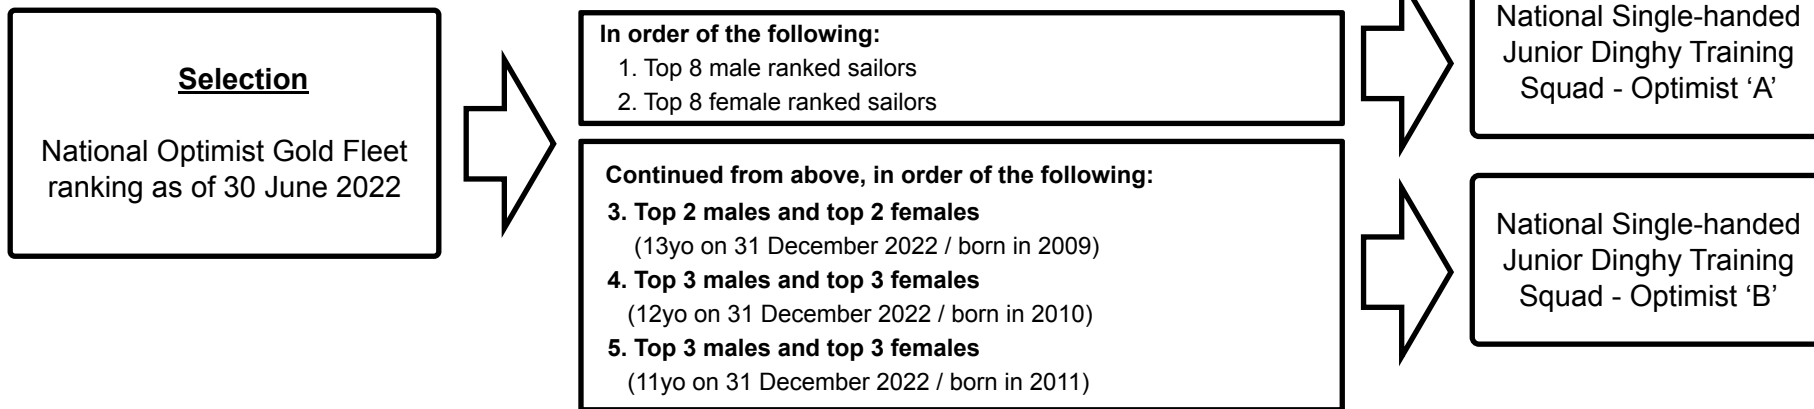 Selection
National Optimist Gold Fleet
ranking as of 30 June 2022
In order of the following:
1. Top 8 male ranked sailors
2. Top 8 female ranked sailors
Continued from above, in order of the following:
3. Top 2 males and top 2 females
(13yo on 31 December 2022 / born in 2009)
4. Top 3 males and top 3 females
(12yo on 31 December 2022 / born in 2010)
5. Top 3 males and top 3 females
(11yo on 31 December 2022 / born in 2011)
National Single-handed
Junior Dinghy Training
Squad - Optimist ‘A’
National Single-handed
Junior Dinghy Training
Squad - Optimist ‘B’